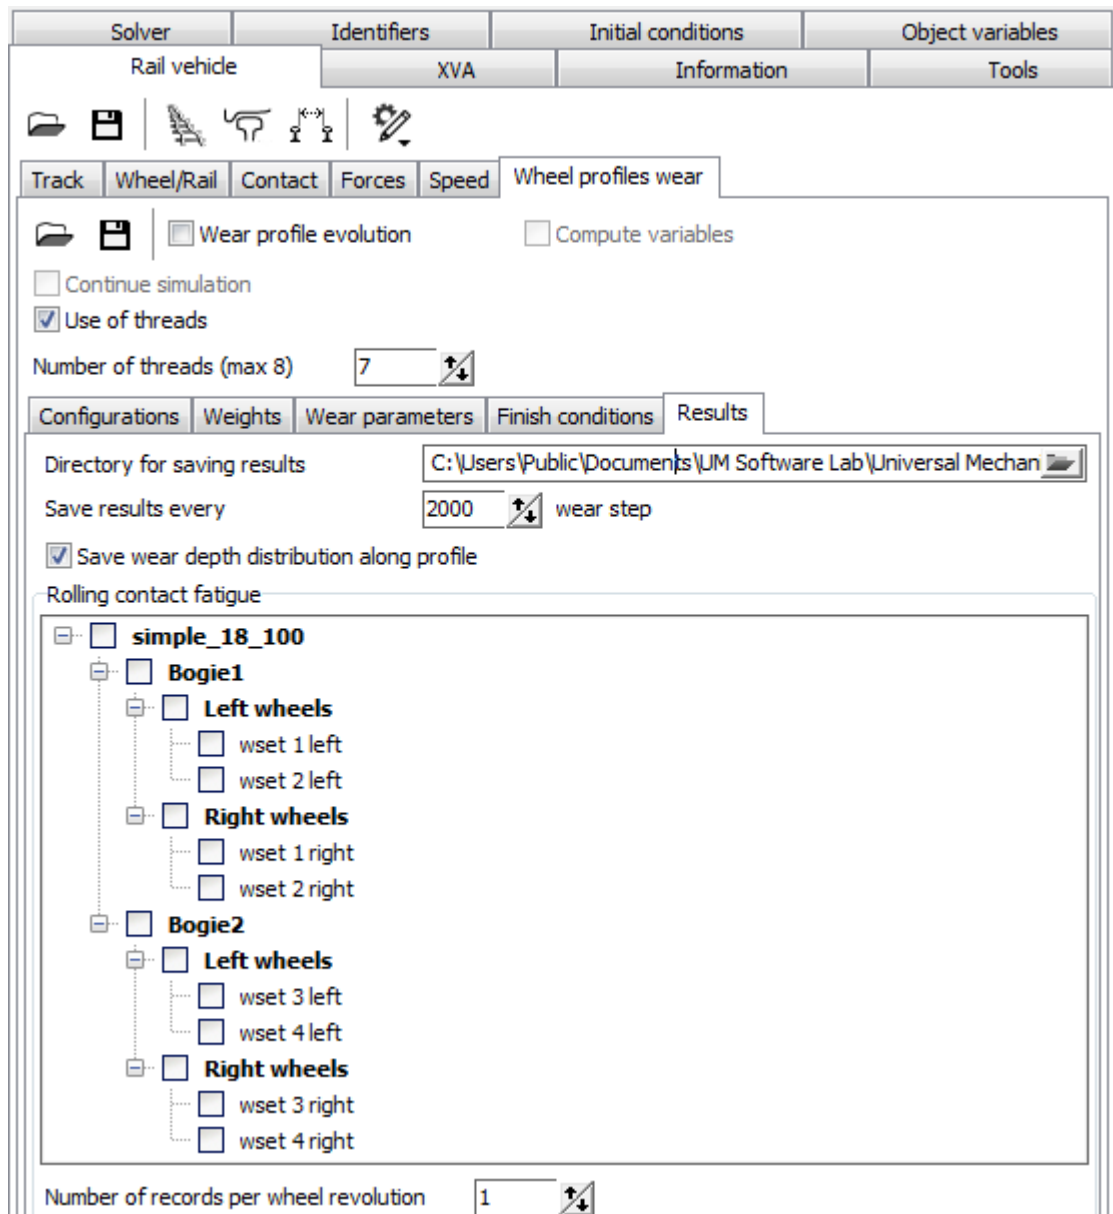 Solver Identifiers Initial conditions Object variables
Rail vehicle XVA Information Tools
Track Wheel/Rail Contact Forces Speed Wheel profiles wear
Wear profile evolution Compute variables
Continue simulation
Use of threads
Number of threads (max 8) 7
Configurations Weights Wear parameters Finish conditions Results
Directory for saving results C:\Users\Public\Documents\UM Software Lab\Universal Mechani
Save results every 2000 wear step
Save wear depth distribution along profile
Rolling contact fatigue
simple_18_100
Bogie1
Left wheels
wset 1 left
wset 2 left
Right wheels
wset 1 right
wset 2 right
Bogie2
Left wheels
wset 3 left
wset 4 left
Right wheels
wset 3 right
wset 4 right
Number of records per wheel revolution 1